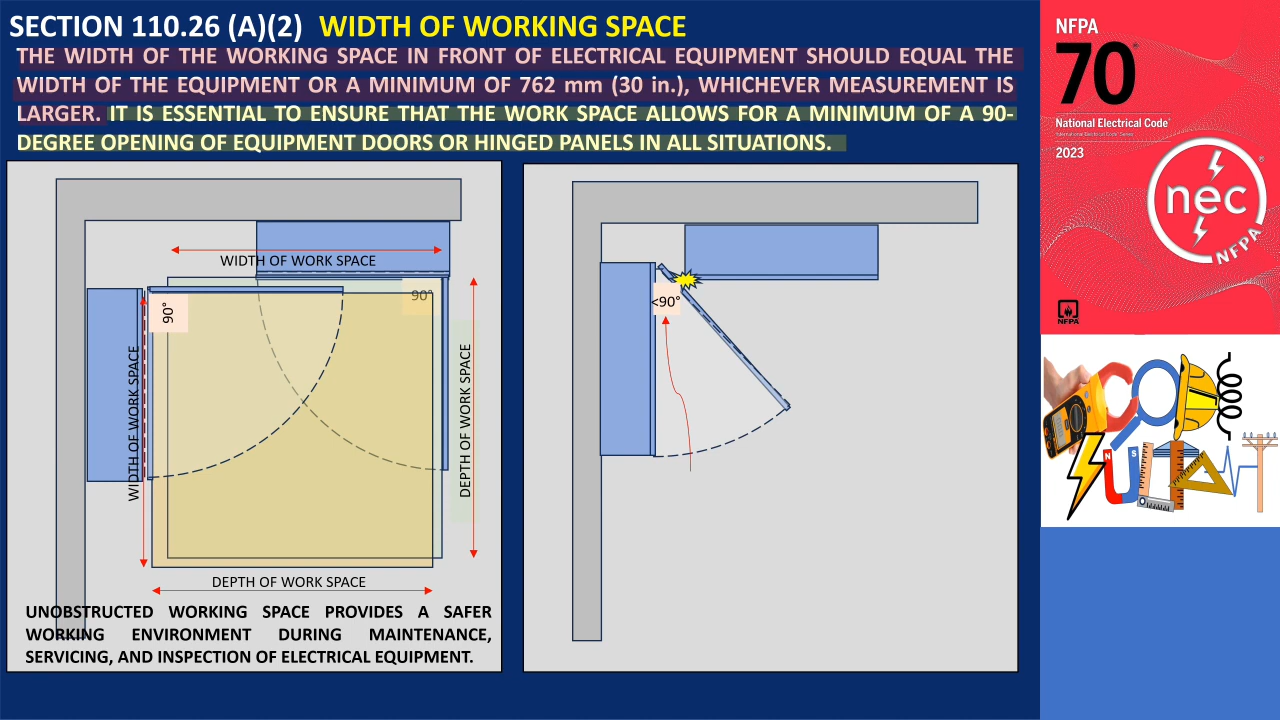 SECTION 110.26 (A)(2) WIDTH OF WORKING SPACE
THE WIDTH OF THE WORKING SPACE IN FRONT OF ELECTRICAL EQUIPMENT SHOULD EQUAL THE
WIDTH OF THE EQUIPMENT OR A MINIMUM OF 762 mm (30 in.), WHICHEVER MEASUREMENT IS
LARGER. IT IS ESSENTIAL TO ENSURE THAT THE WORK SPACE ALLOWS FOR A MINIMUM OF A 90-
DEGREE OPENING OF EQUIPMENT DOORS OR HINGED PANELS IN ALL SITUATIONS.
WIDTH OF WORK SPACE
90°
90°
WIDTH OF WORK SPACE
DEPTH OF WORK SPACE
DEPTH OF WORK SPACE
UNOBSTRUCTED WORKING SPACE PROVIDES A SAFER
WORKING ENVIRONMENT DURING MAINTENANCE,
SERVICING, AND INSPECTION OF ELECTRICAL EQUIPMENT.
<90°
NFPA
70®
National Electrical Code®
International Electrical Code® Series
2023
nec®
NFPA
NFPA
N S